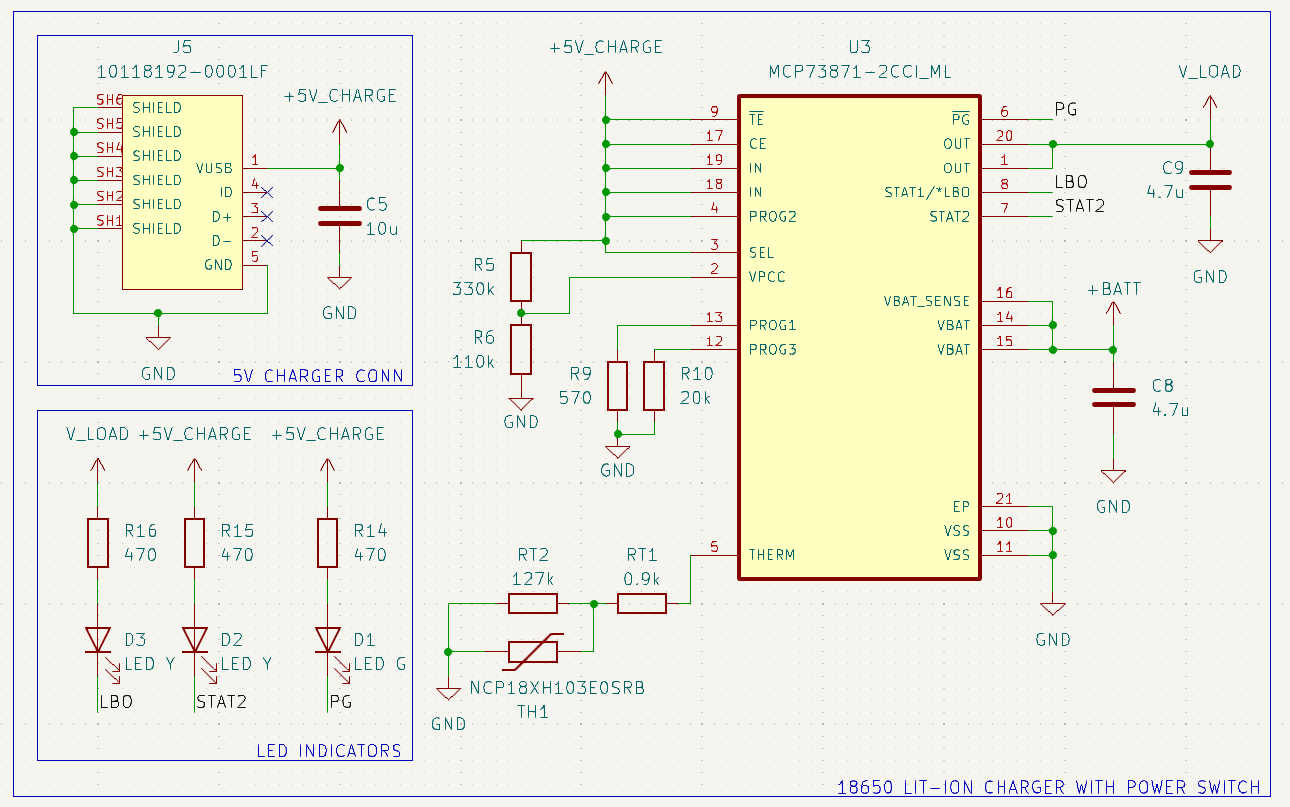 J5
10118192-0001LF
SH6 SHIELD
SH5 SHIELD
SH4 SHIELD
SH3 SHIELD
SH2 SHIELD
SH1 SHIELD
VUSB 1
ID 4
D+ 3
D- 2
GND 5
+5V_CHARGE
C5
10u
GND
GND
5V CHARGER CONN
V_LOAD +5V_CHARGE +5V_CHARGE
R16
470
R15
470
R14
470
D3
LED Y
D2
LED Y
D1
LED G
LBO
STAT2
PG
LED INDICATORS
+5V_CHARGE
U3
MCP73871-2CCI_ML
V_LOAD
9 TE
17 CE
19 IN
18 IN
4 PROG2
3 SEL
2 VPCC
13 PROG1
12 PROG3
5 THERM
PG 6 PG
OUT 20
OUT 1
STAT1/*LBO 8 LBO
STAT2 7 STAT2
VBAT_SENSE 16
VBAT 14
VBAT 15
EP 21
VSS 10
VSS 11
C9
4.7u
GND
+BATT
C8
4.7u
GND
GND
R5
330k
R6
110k
GND
R9
570
R10
20k
GND
RT2
127k
RT1
0.9k
NCP18XH103E0SRB
TH1
GND
18650 LIT-ION CHARGER WITH POWER SWITCH